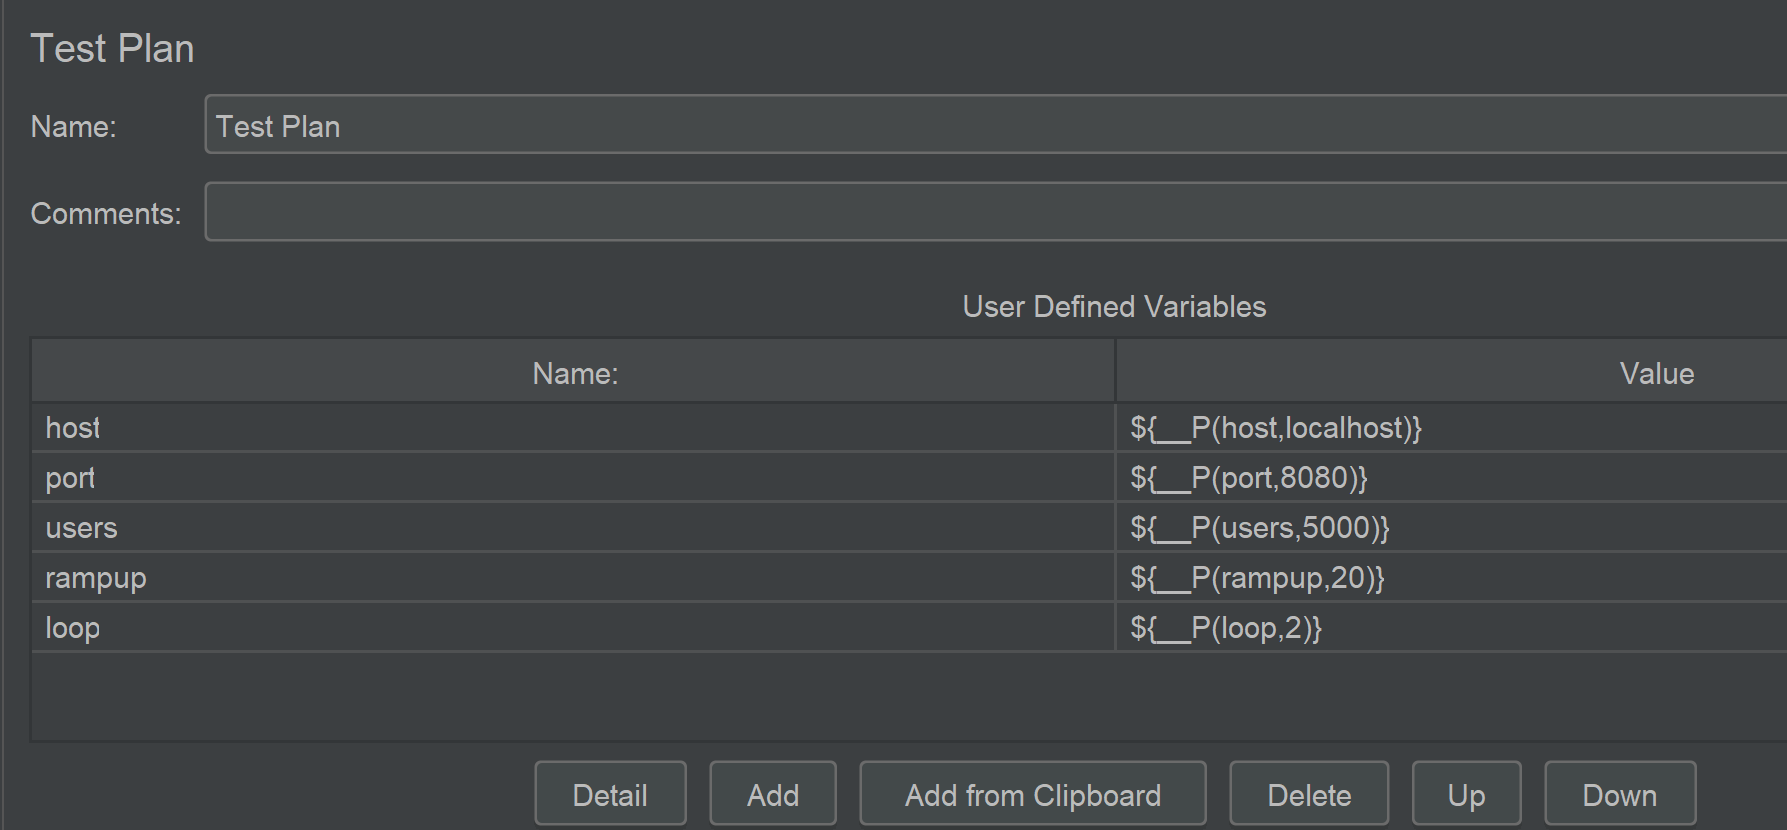 Test Plan
Name: Test Plan
Comments:
User Defined Variables
Name: Value
host ${__P(host,localhost)}
port ${__P(port,8080)}
users ${__P(users,5000)}
rampup ${__P(rampup,20)}
loop ${__P(loop,2)}
Detail Add Add from Clipboard Delete Up Down